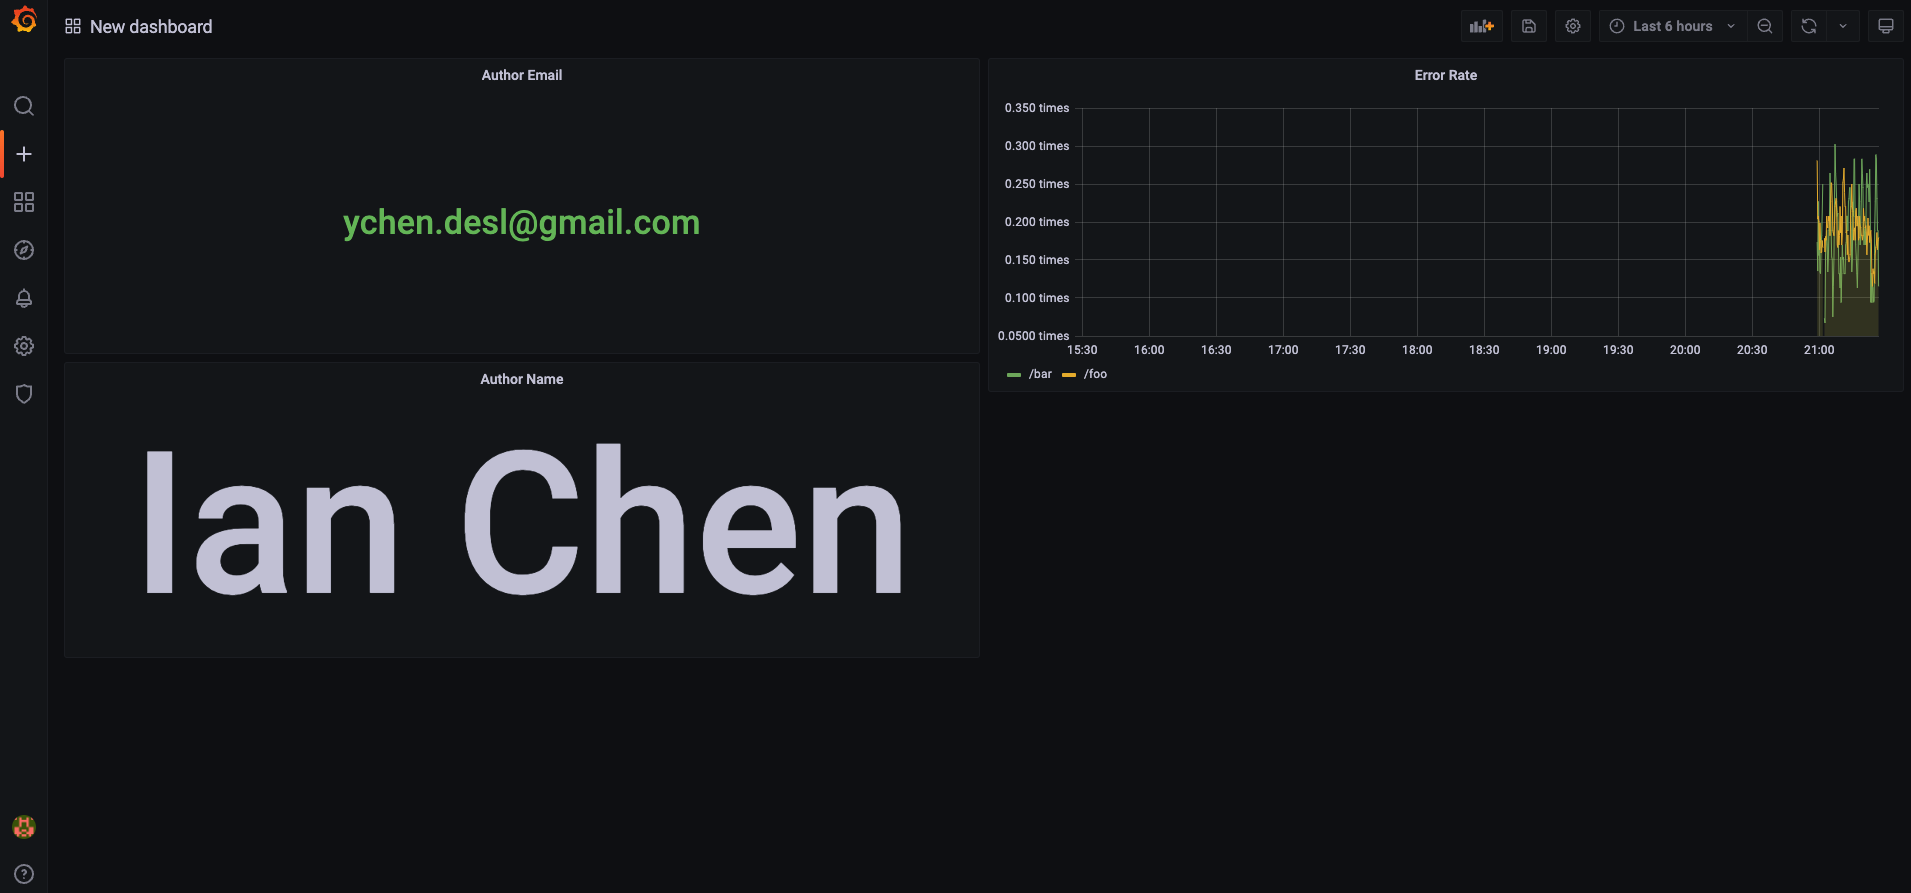 New dashboard
Last 6 hours
Author Email
ychen.desl@gmail.com
Error Rate
0.350 times
0.300 times
0.250 times
0.200 times
0.150 times
0.100 times
0.0500 times
15:30 16:00 16:30 17:00 17:30 18:00 18:30 19:00 19:30 20:00 20:30 21:00
/bar /foo
Author Name
Ian Chen